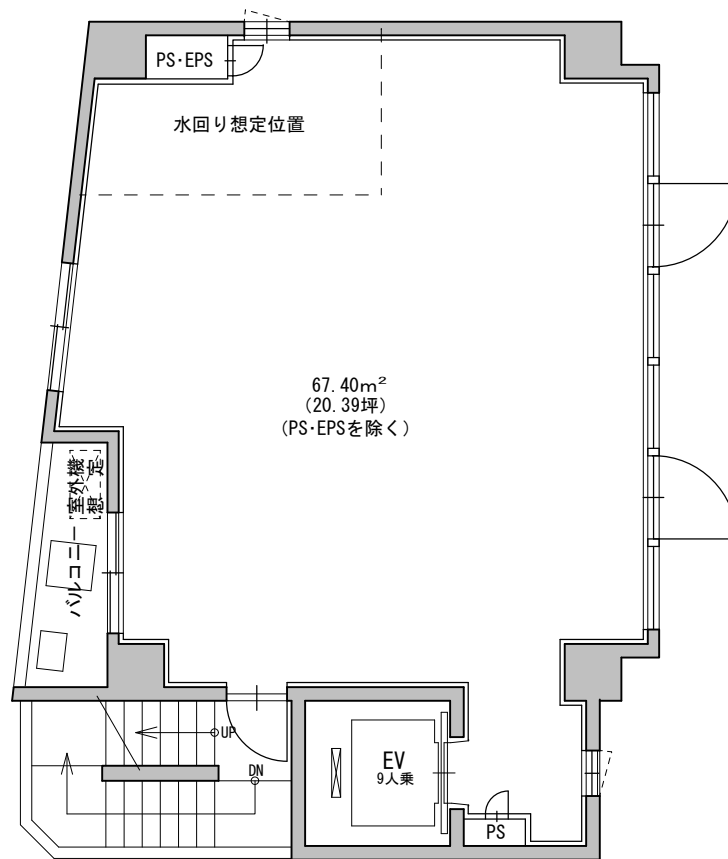 PS・EPS
水回り想定位置
67.40m²
(20.39坪)
(PS・EPSを除く)
室外機
想 定
バルコニー
UP
DN
EV
9人乗
PS